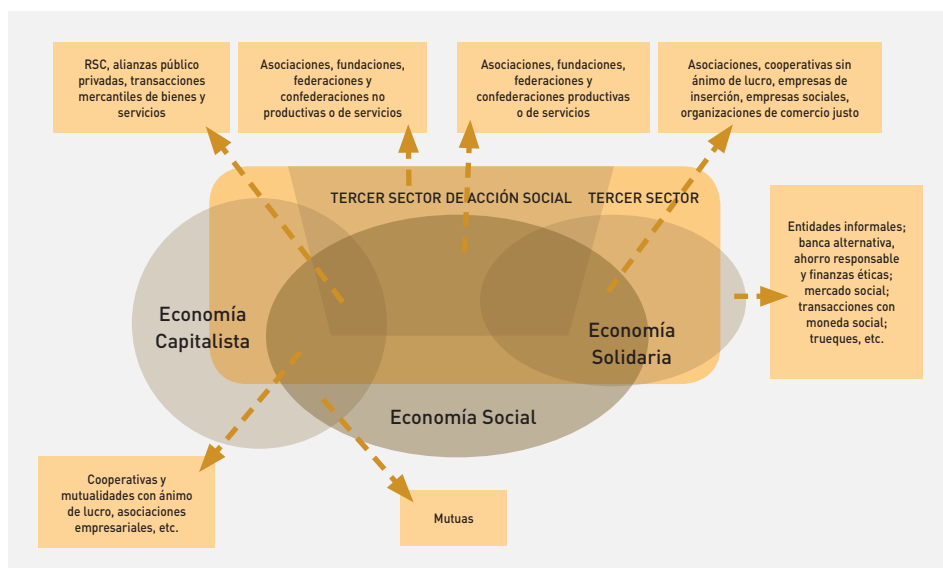 RSC, alianzas público
privadas, transacciones
mercantiles de bienes y
servicios
Asociaciones, fundaciones,
federaciones y
confederaciones no
productivas o de servicios
Asociaciones, fundaciones,
federaciones y
confederaciones productivas
o de servicios
Asociaciones, cooperativas sin
ánimo de lucro, empresas de
inserción, empresas sociales,
organizaciones de comercio justo
TERCER SECTOR DE ACCIÓN SOCIAL
TERCER SECTOR
Entidades informales;
banca alternativa,
ahorro responsable
y finanzas éticas;
mercado social;
transacciones con
moneda social;
trueques, etc.
Economía
Capitalista
Economía
Solidaria
Economía Social
Cooperativas y
mutualidades con ánimo
de lucro, asociaciones
empresariales, etc.
Mutuas